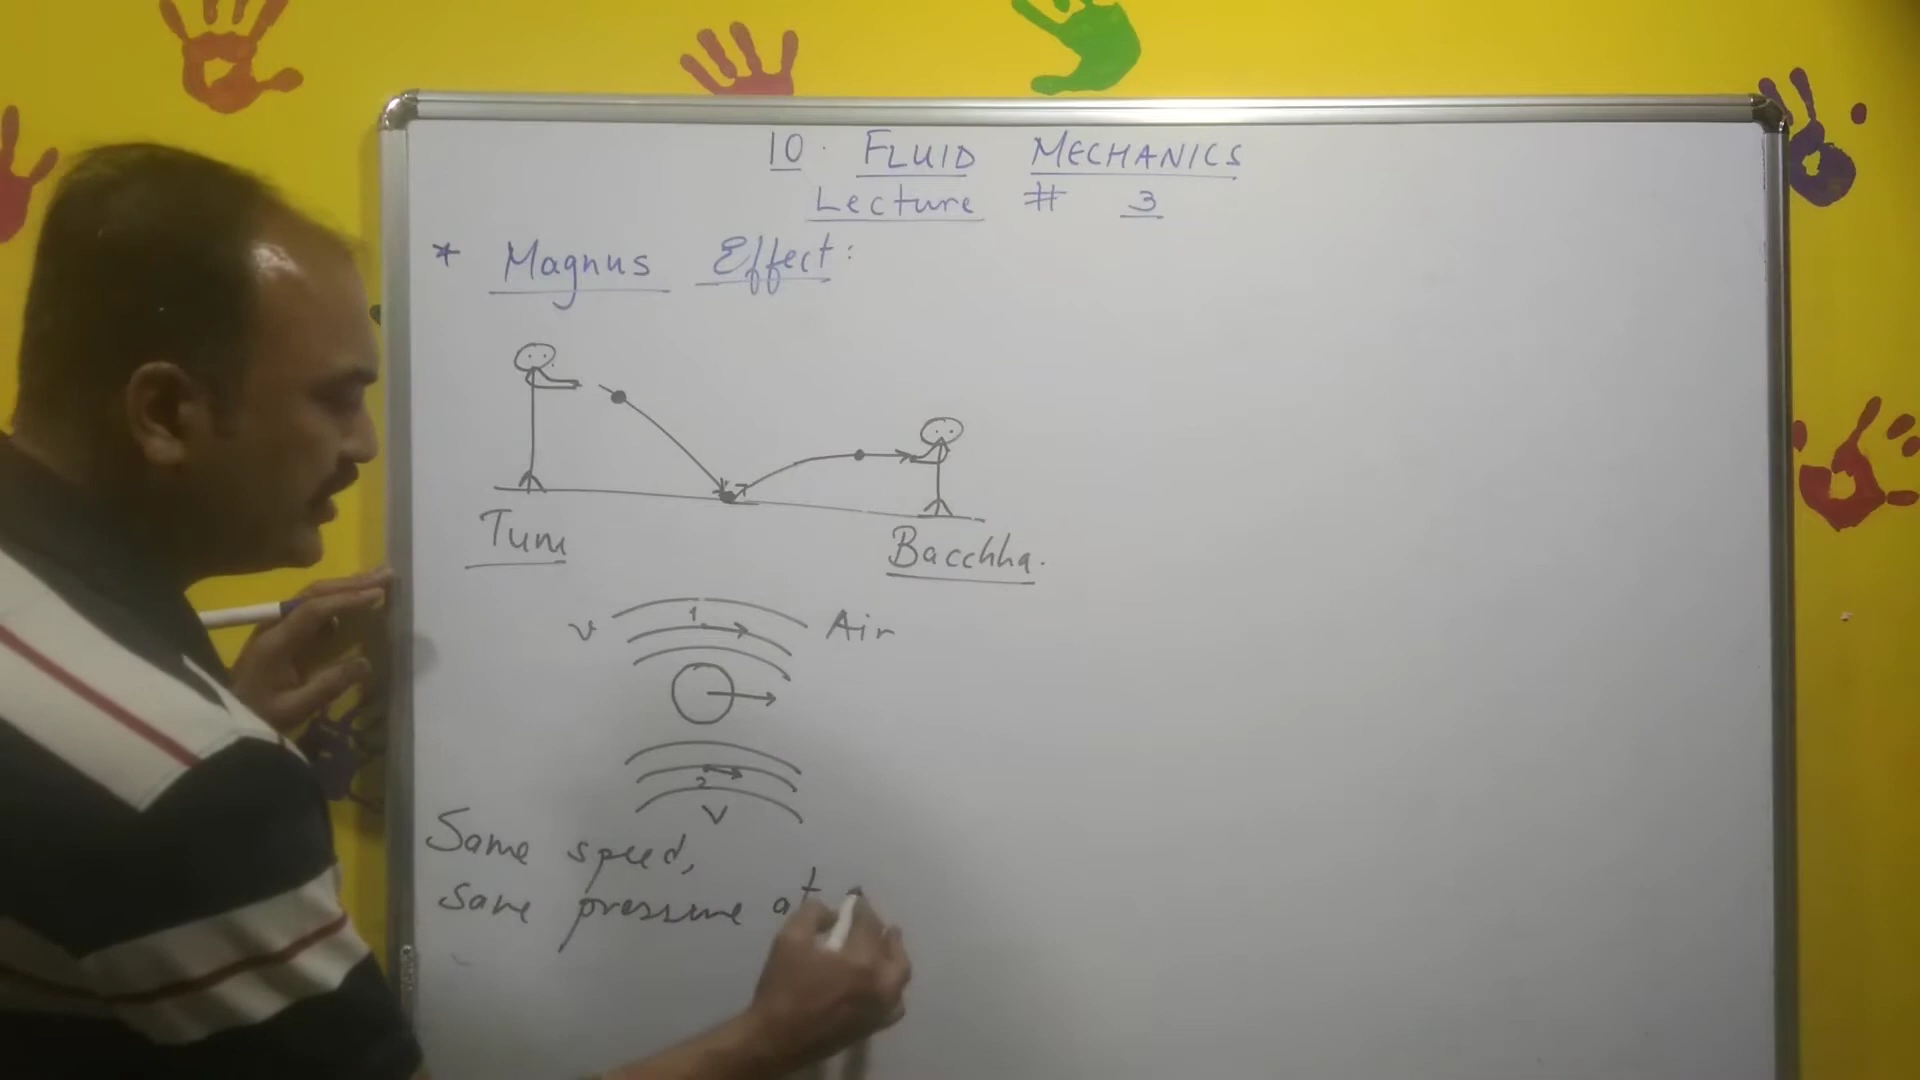 10. FLUID MECHANICS
Lecture # 3
* Magnus Effect:
Tum
Bacchha.
1
v
Air
2
v
Same speed,
same pressure at